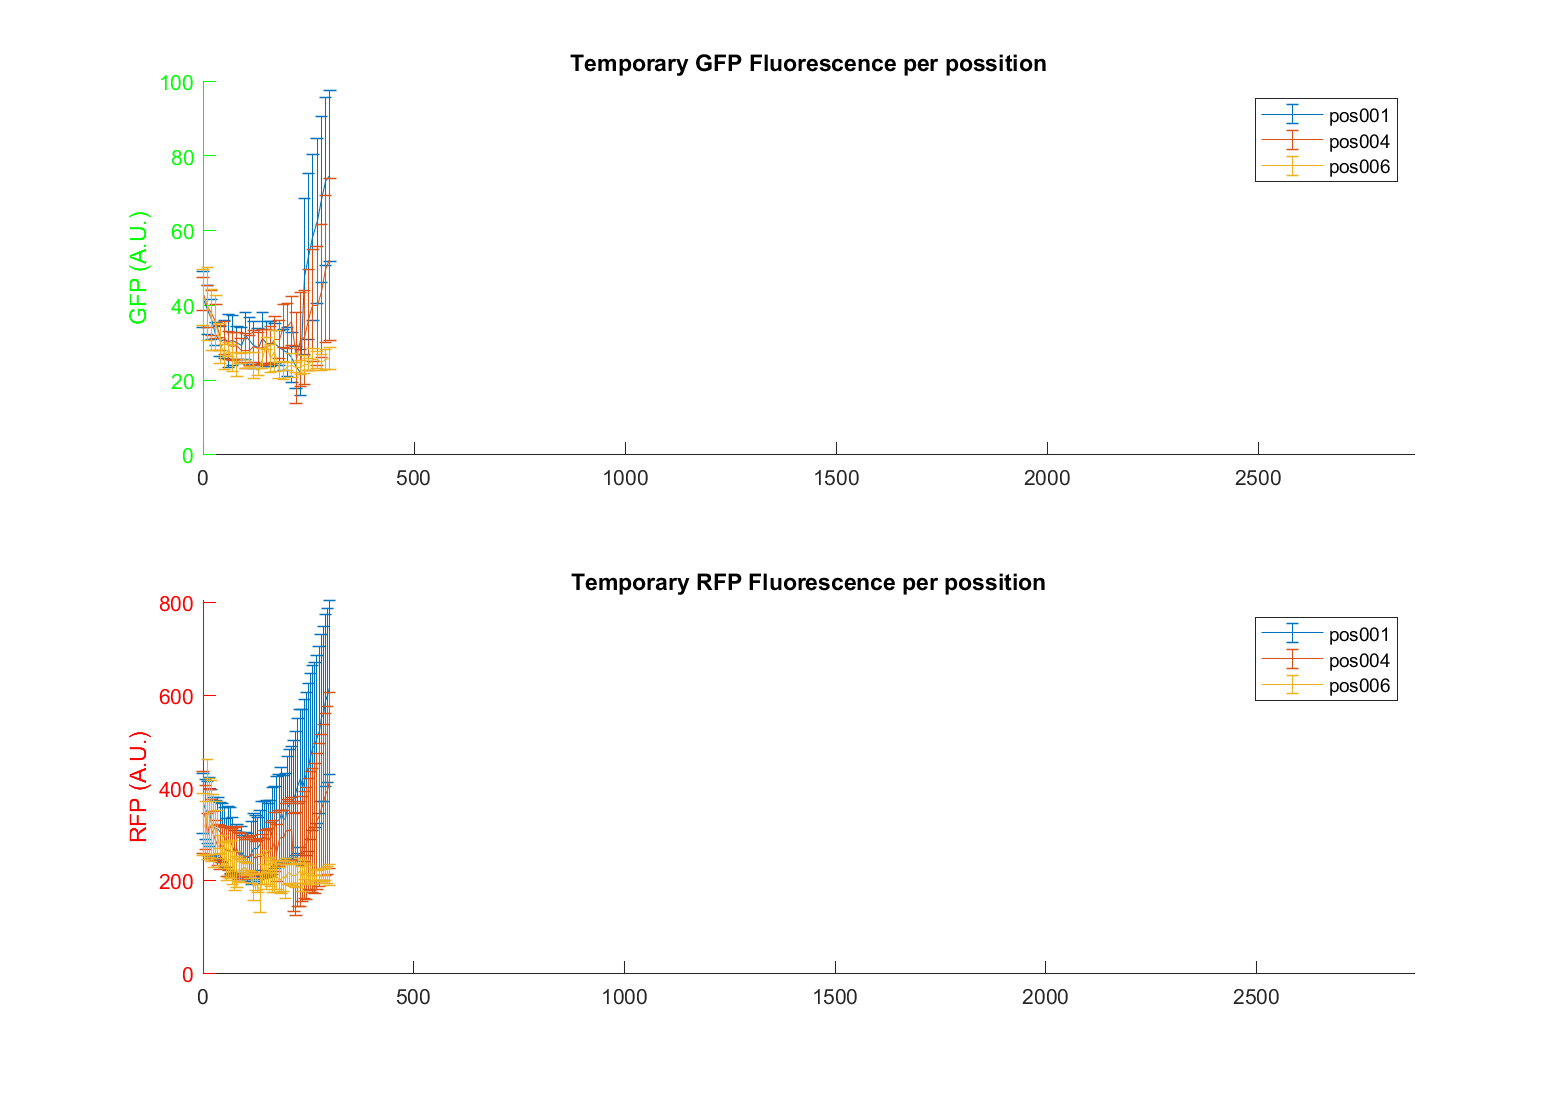 Temporary GFP Fluorescence per possition
100
80
60
40
20
0
GFP (A.U.)
pos001
pos004
pos006
0 500 1000 1500 2000 2500
Temporary RFP Fluorescence per possition
800
600
400
200
0
RFP (A.U.)
pos001
pos004
pos006
0 500 1000 1500 2000 2500